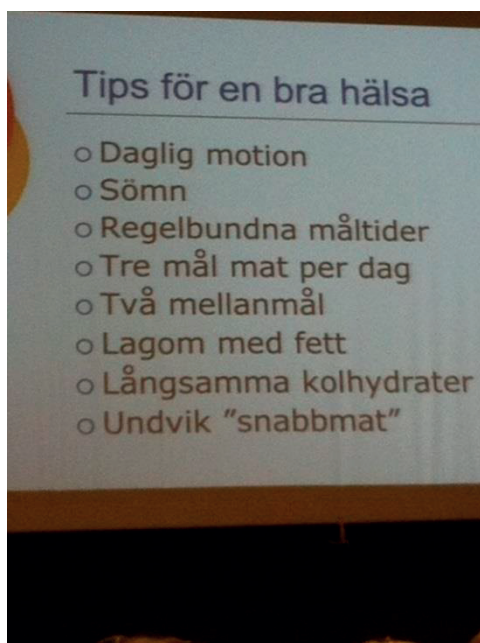 Tips för en bra hälsa
○ Daglig motion
○ Sömn
○ Regelbundna måltider
○ Tre mål mat per dag
○ Två mellanmål
○ Lagom med fett
○ Långsamma kolhydrater
○ Undvik ”snabbmat”